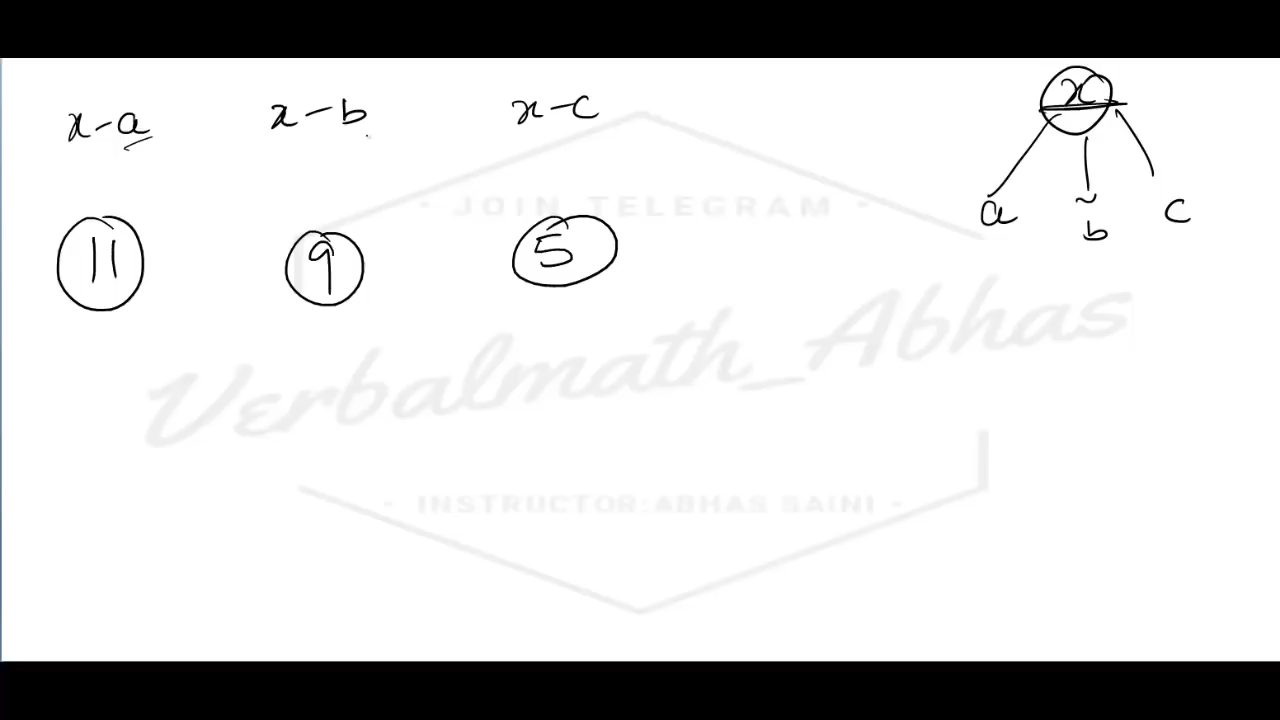 x-a x-b x-c x
- JOIN TELEGRAM -
a b c
11 9 5
Verbalmath_Abhas
- INSTRUCTOR:ABHAS SAINI -